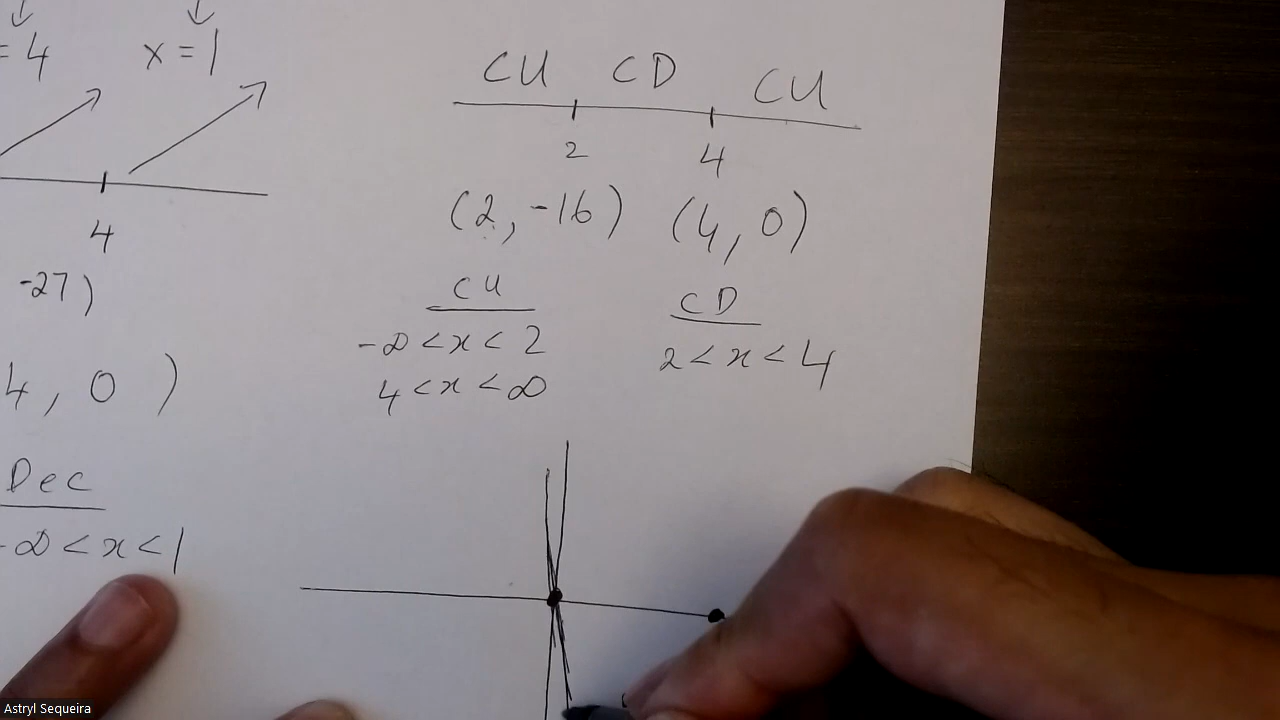 = 4 x = 1
CU CD CU
2 4
4
(2, -16) (4, 0)
-27)
CU CD
-∞ < x < 2 2 < x < 4
4 < x < ∞
4, 0 )
Dec
-∞ < x < 1
Astryl Sequeira